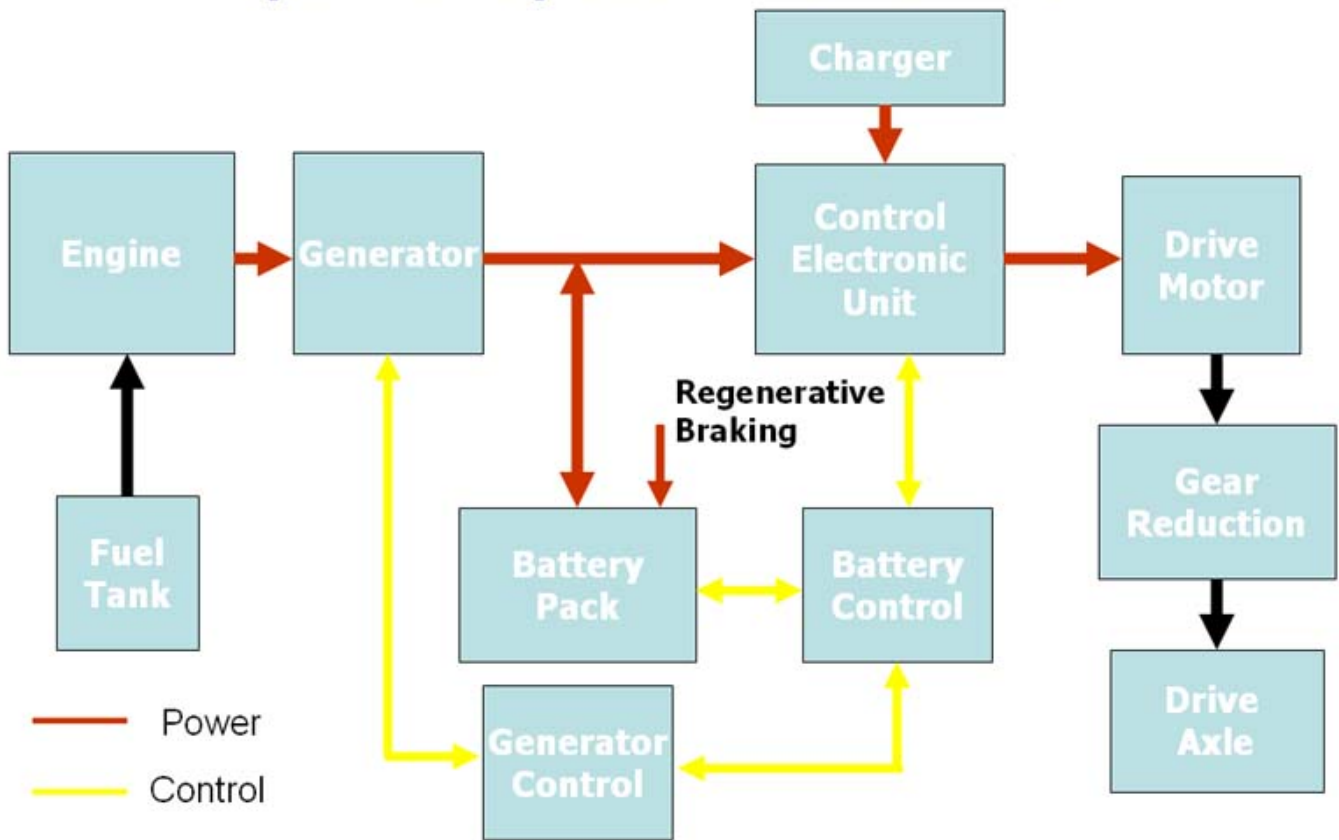 Charger
Engine
Generator
Control
Electronic
Unit
Drive
Motor
Regenerative
Braking
Gear
Reduction
Fuel
Tank
Battery
Pack
Battery
Control
Drive
Axle
Generator
Control
Power
Control